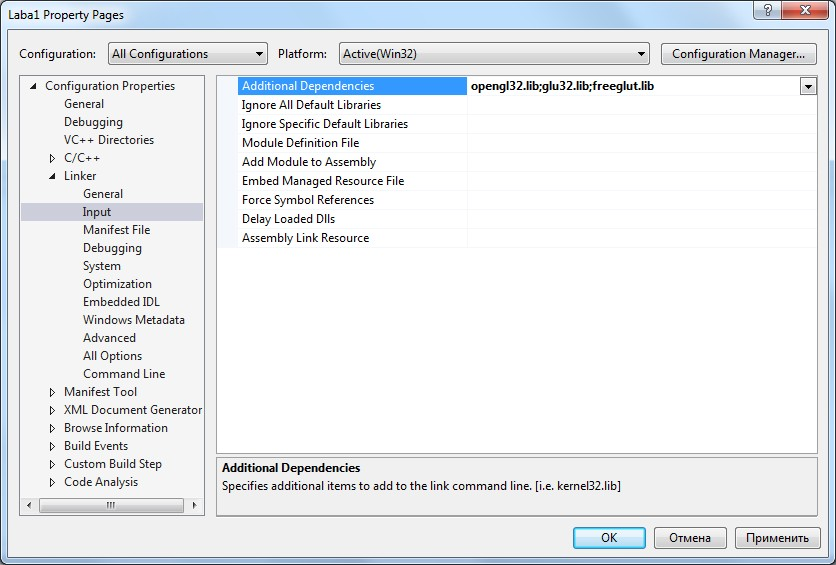 Laba1 Property Pages
?
Configuration: All Configurations Platform: Active(Win32) Configuration Manager...
Configuration Properties
General
Debugging
VC++ Directories
C/C++
Linker
General
Input
Manifest File
Debugging
System
Optimization
Embedded IDL
Windows Metadata
Advanced
All Options
Command Line
Manifest Tool
XML Document Generator
Browse Information
Build Events
Custom Build Step
Code Analysis
Additional Dependencies opengl32.lib;glu32.lib;freeglut.lib
Ignore All Default Libraries
Ignore Specific Default Libraries
Module Definition File
Add Module to Assembly
Embed Managed Resource File
Force Symbol References
Delay Loaded Dlls
Assembly Link Resource
Additional Dependencies
Specifies additional items to add to the link command line. [i.e. kernel32.lib]
OK Отмена Применить